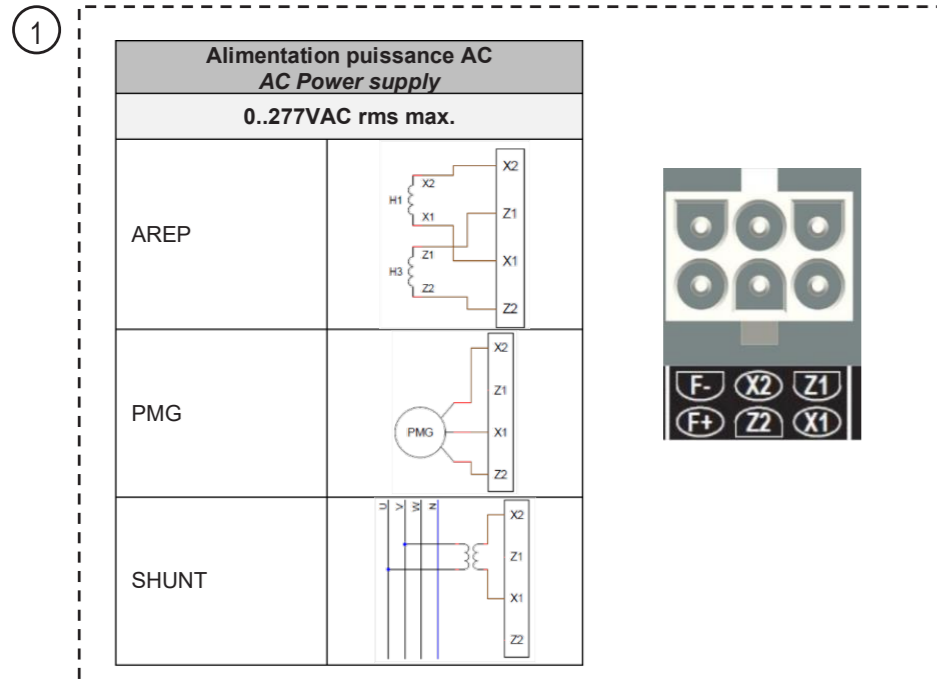 1
Alimentation puissance AC
AC Power supply
0..277VAC rms max.
AREP
X2
X2
H1
X1
Z1
X1
Z1
H3
Z2
Z2
PMG
X2
Z1
PMG
X1
Z2
SHUNT
U V W N
X2
Z1
X1
Z2
F- X2 Z1
F+ Z2 X1